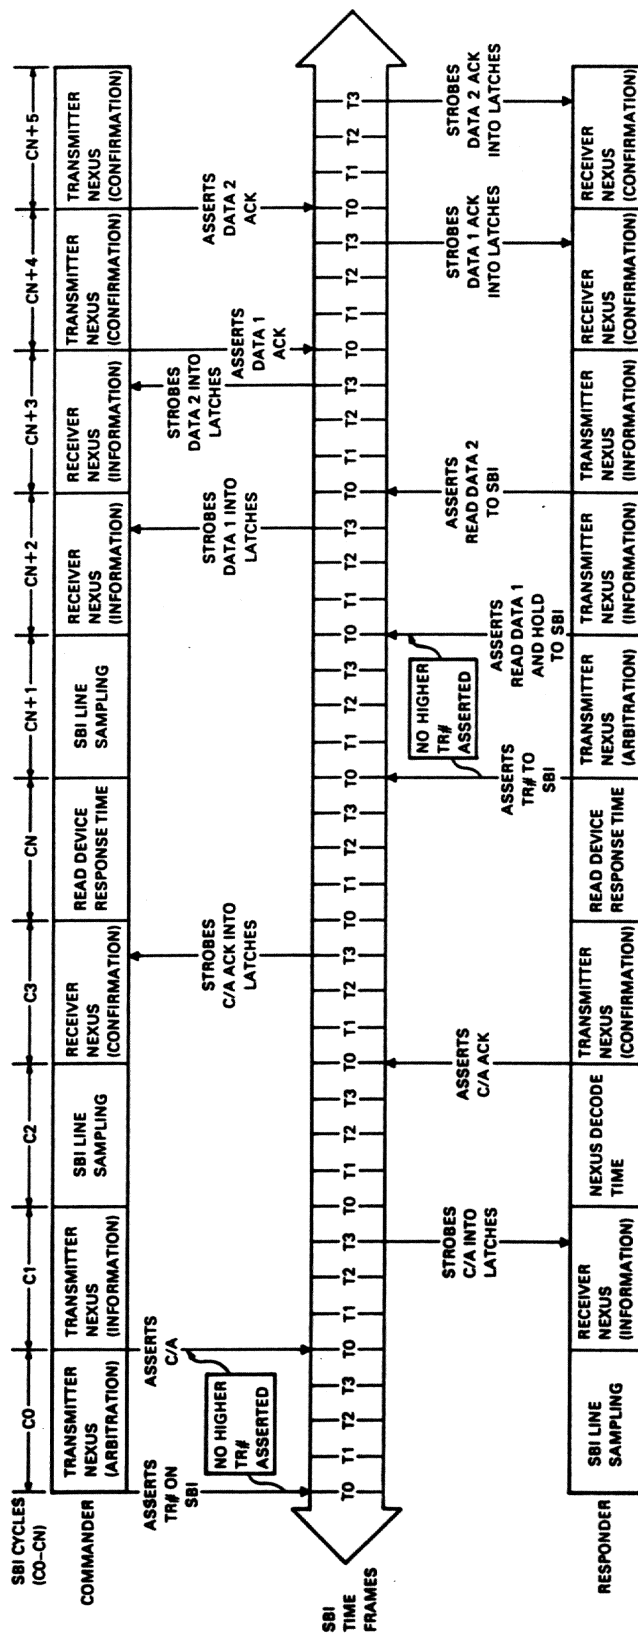 SBI CYCLES
(C0-CN)
C0
C1
C2
C3
CN
CN+1
CN+2
CN+3
CN+4
CN+5
COMMANDER
TRANSMITTER
NEXUS
(ARBITRATION)
TRANSMITTER
NEXUS
(INFORMATION)
SBI LINE
SAMPLING
RECEIVER
NEXUS
(CONFIRMATION)
READ DEVICE
RESPONSE TIME
SBI LINE
SAMPLING
RECEIVER
NEXUS
(INFORMATION)
RECEIVER
NEXUS
(INFORMATION)
TRANSMITTER
NEXUS
(CONFIRMATION)
TRANSMITTER
NEXUS
(CONFIRMATION)
ASSERTS
TR# ON
SBI
NO HIGHER
TR#
ASSERTED
ASSERTS
C/A
STROBES
C/A ACK INTO
LATCHES
STROBES
DATA 1 INTO
LATCHES
STROBES
DATA 2 INTO
LATCHES
ASSERTS
DATA 1
ACK
ASSERTS
DATA 2
ACK
SBI
TIME
FRAMES
T0 T1 T2 T3 T0 T1 T2 T3 T0 T1 T2 T3 T0 T1 T2 T3 T0 T1 T2 T3 T0 T1 T2 T3 T0 T1 T2 T3 T0 T1 T2 T3 T0 T1 T2 T3 T0 T1 T2 T3
STROBES
C/A INTO
LATCHES
ASSERTS
C/A ACK
ASSERTS
TR# TO
SBI
NO HIGHER
TR#
ASSERTED
ASSERTS
READ DATA 1
AND HOLD
TO SBI
ASSERTS
READ DATA 2
TO SBI
STROBES
DATA 1 ACK
INTO LATCHES
STROBES
DATA 2 ACK
INTO LATCHES
RESPONDER
SBI LINE
SAMPLING
RECEIVER
NEXUS
(INFORMATION)
NEXUS DECODE
TIME
TRANSMITTER
NEXUS
(CONFIRMATION)
READ DEVICE
RESPONSE TIME
TRANSMITTER
NEXUS
(ARBITRATION)
TRANSMITTER
NEXUS
(INFORMATION)
TRANSMITTER
NEXUS
(INFORMATION)
RECEIVER
NEXUS
(CONFIRMATION)
RECEIVER
NEXUS
(CONFIRMATION)